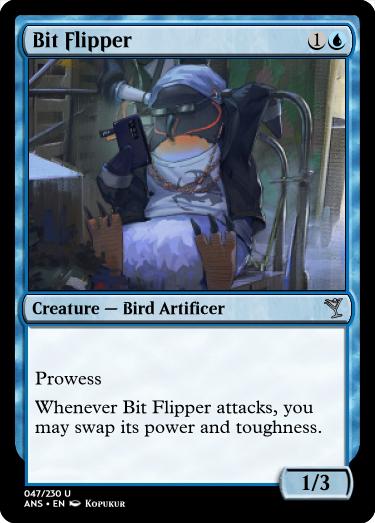 Bit Flipper 1
Creature — Bird Artificer
Prowess
Whenever Bit Flipper attacks, you
may swap its power and toughness.
1/3
047/230 U
ANS • EN Kopukur